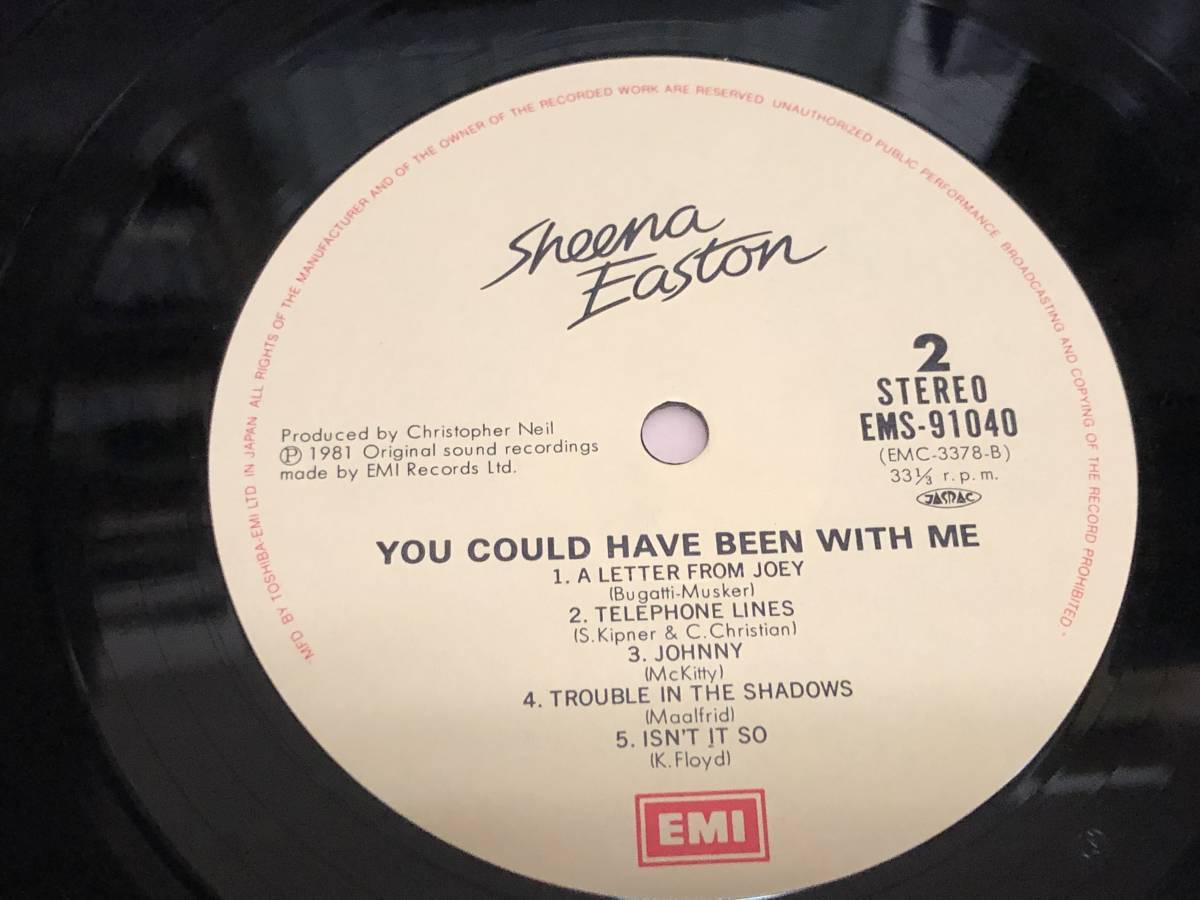 MFD BY TOSHIBA-EMI LTD IN JAPAN ALL RIGHTS OF THE MANUFACTURER AND OF THE OWNER OF THE RECORDED WORK ARE RESERVED UNAUTHORIZED PUBLIC PERFORMANCE BROADCASTING AND COPYING OF THE RECORD PROHIBITED
Sheena
Easton
2
STEREO
EMS-91040
(EMC-3378-B)
33⅓ r.p.m.
JASRAC
Produced by Christopher Neil
Ⓟ 1981 Original sound recordings
made by EMI Records Ltd.
YOU COULD HAVE BEEN WITH ME
1. A LETTER FROM JOEY
(Bugatti-Musker)
2. TELEPHONE LINES
(S.Kipner & C.Christian)
3. JOHNNY
(McKitty)
4. TROUBLE IN THE SHADOWS
(Maalfrid)
5. ISN'T IT SO
(K.Floyd)
EMI